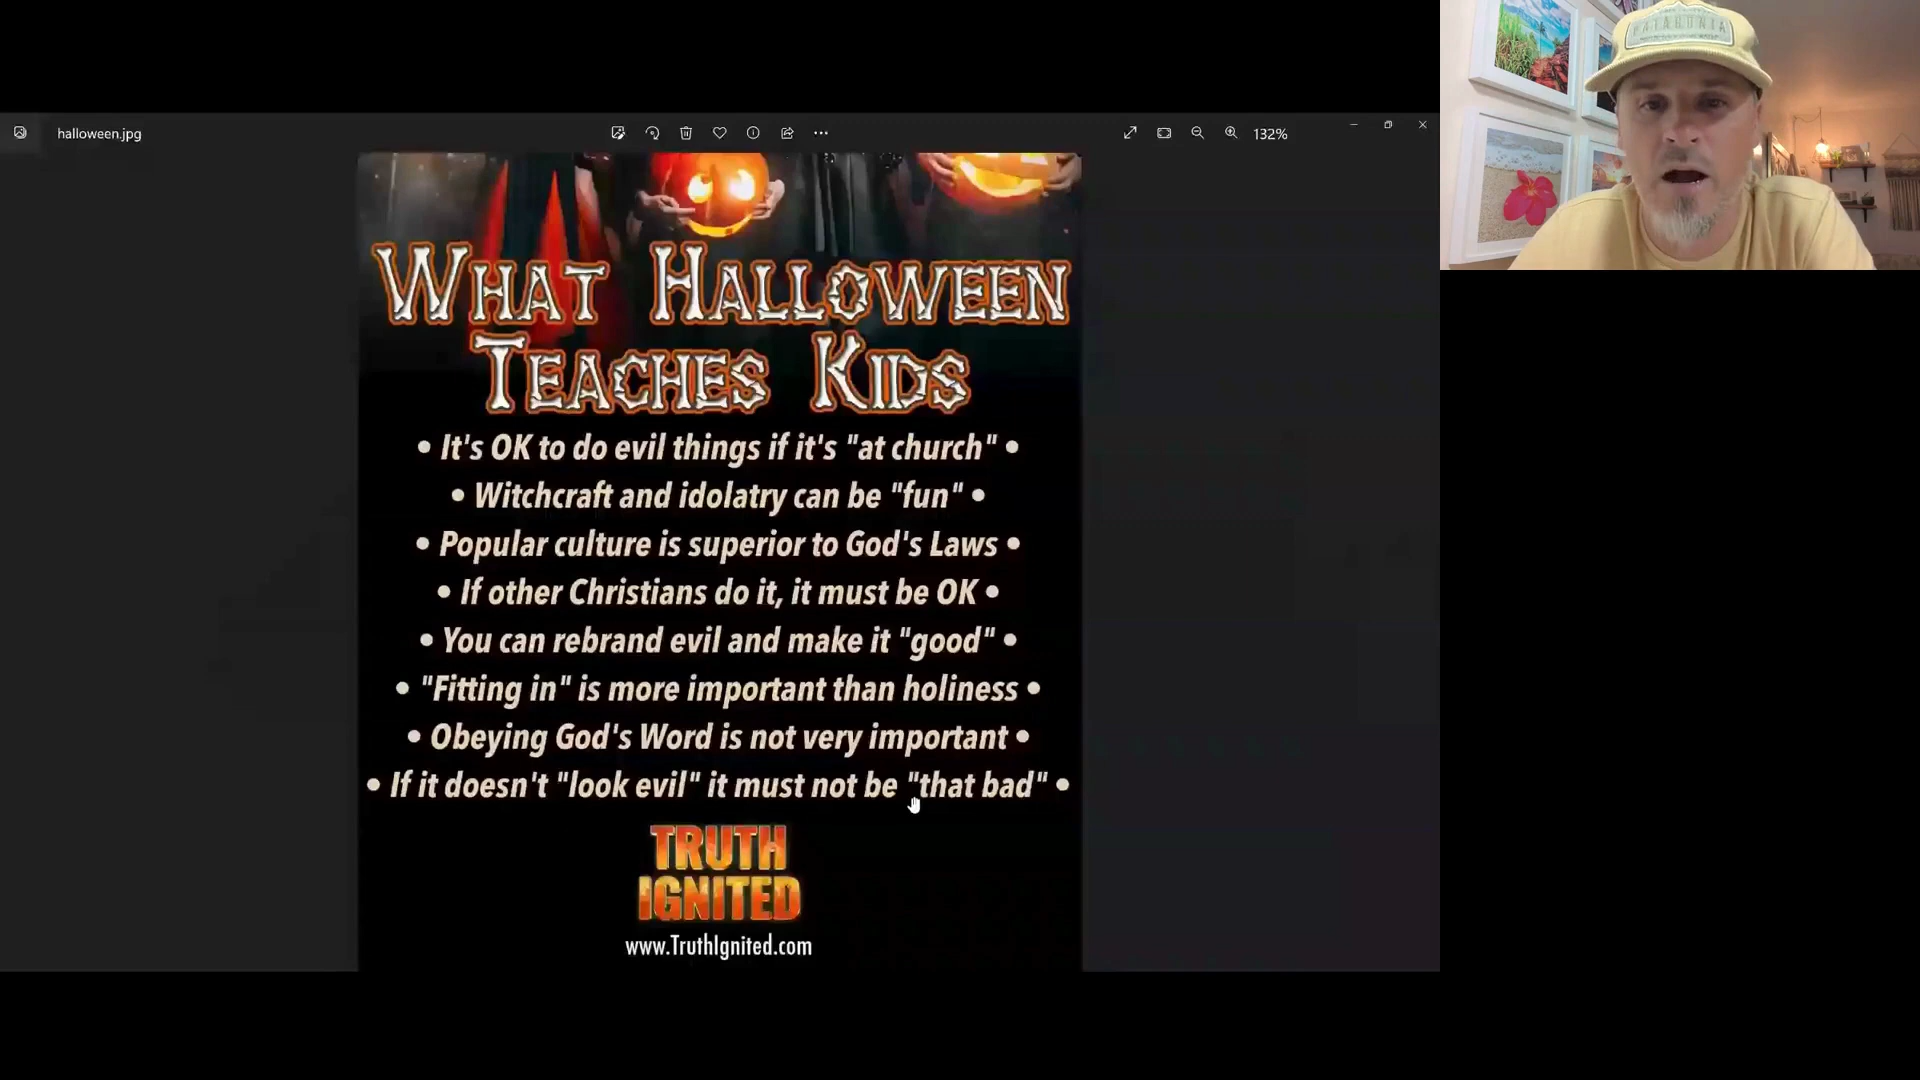 halloween.jpg
132%
PATAGONIA
WHAT HALLOWEEN
TEACHES KIDS
• It's OK to do evil things if it's "at church" •
• Witchcraft and idolatry can be "fun" •
• Popular culture is superior to God's Laws •
• If other Christians do it, it must be OK •
• You can rebrand evil and make it "good" •
• "Fitting in" is more important than holiness •
• Obeying God's Word is not very important •
• If it doesn't "look evil" it must not be "that bad" •
TRUTH
IGNITED
www.TruthIgnited.com